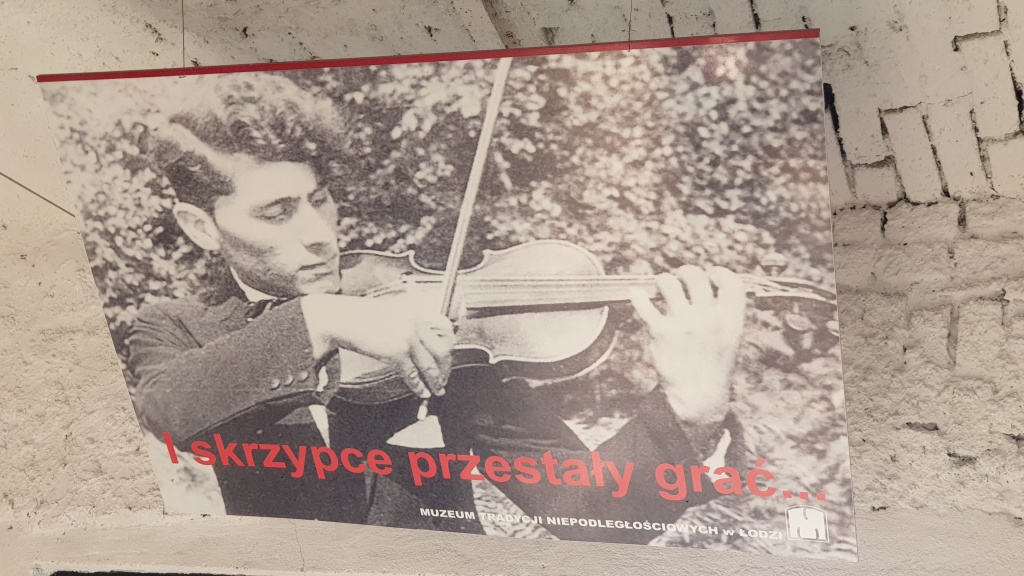 I skrzypce przestały grać...
MUZEUM TRADYCJI NIEPODLEGŁOŚCIOWYCH w ŁODZI